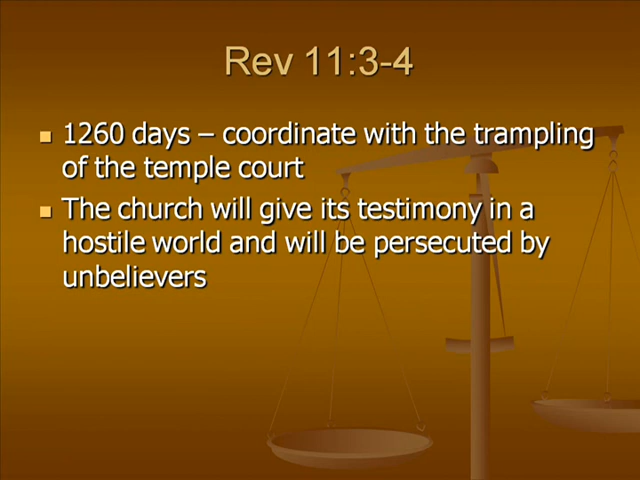 Rev 11:3-4
1260 days – coordinate with the trampling
of the temple court
The church will give its testimony in a
hostile world and will be persecuted by
unbelievers